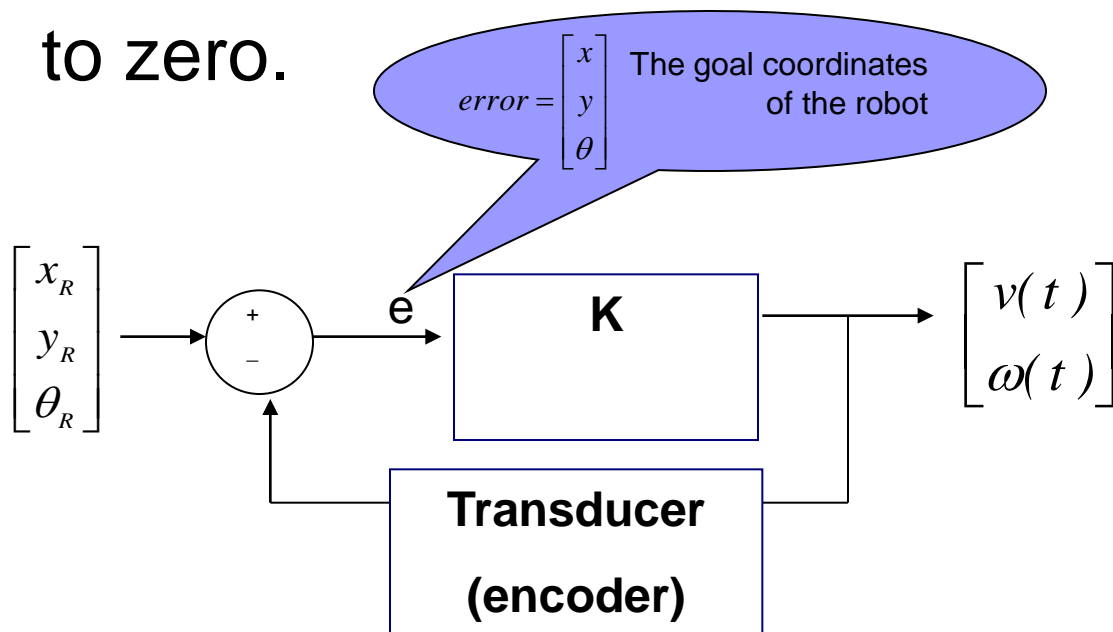 to zero.
error = [x y θ]
The goal coordinates
of the robot
[x_R y_R θ_R]
+
−
e
K
[v( t ) ω( t )]
Transducer
(encoder)